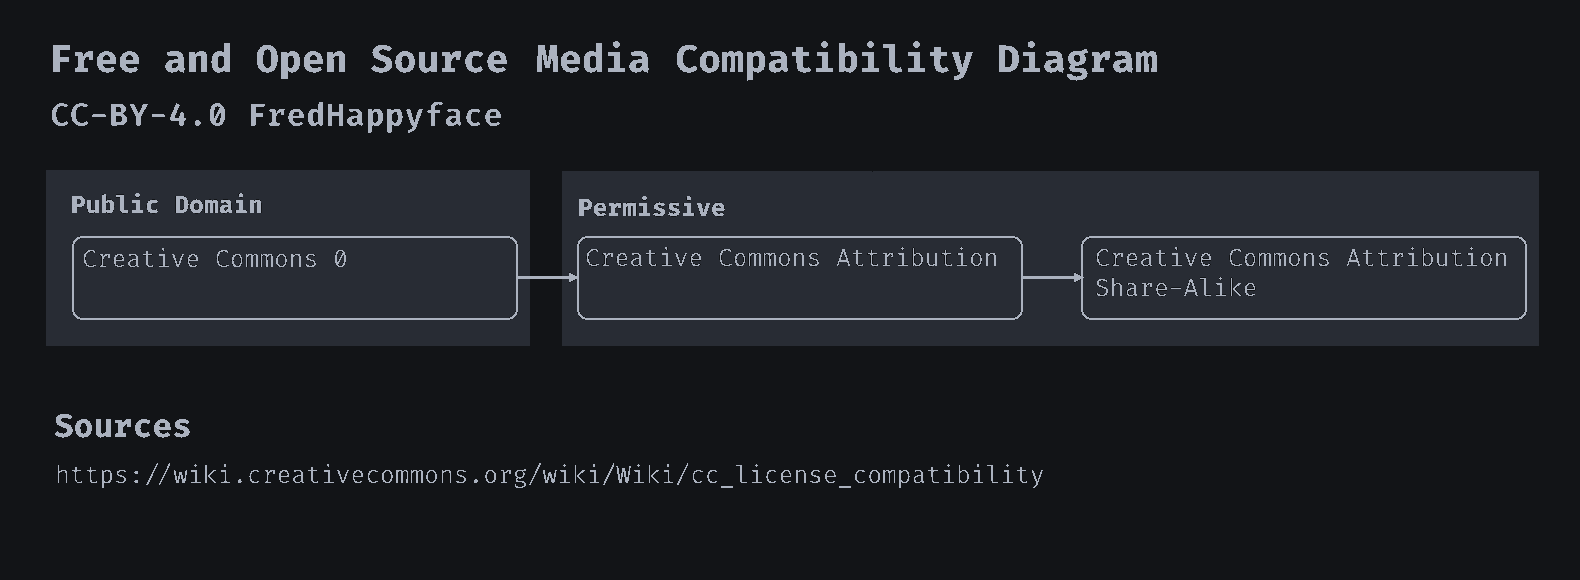 Free and Open Source Media Compatibility Diagram
CC-BY-4.0 FredHappyface
Public Domain
Creative Commons 0
Permissive
Creative Commons Attribution
Creative Commons Attribution
Share-Alike
Sources
https://wiki.creativecommons.org/wiki/Wiki/cc_license_compatibility